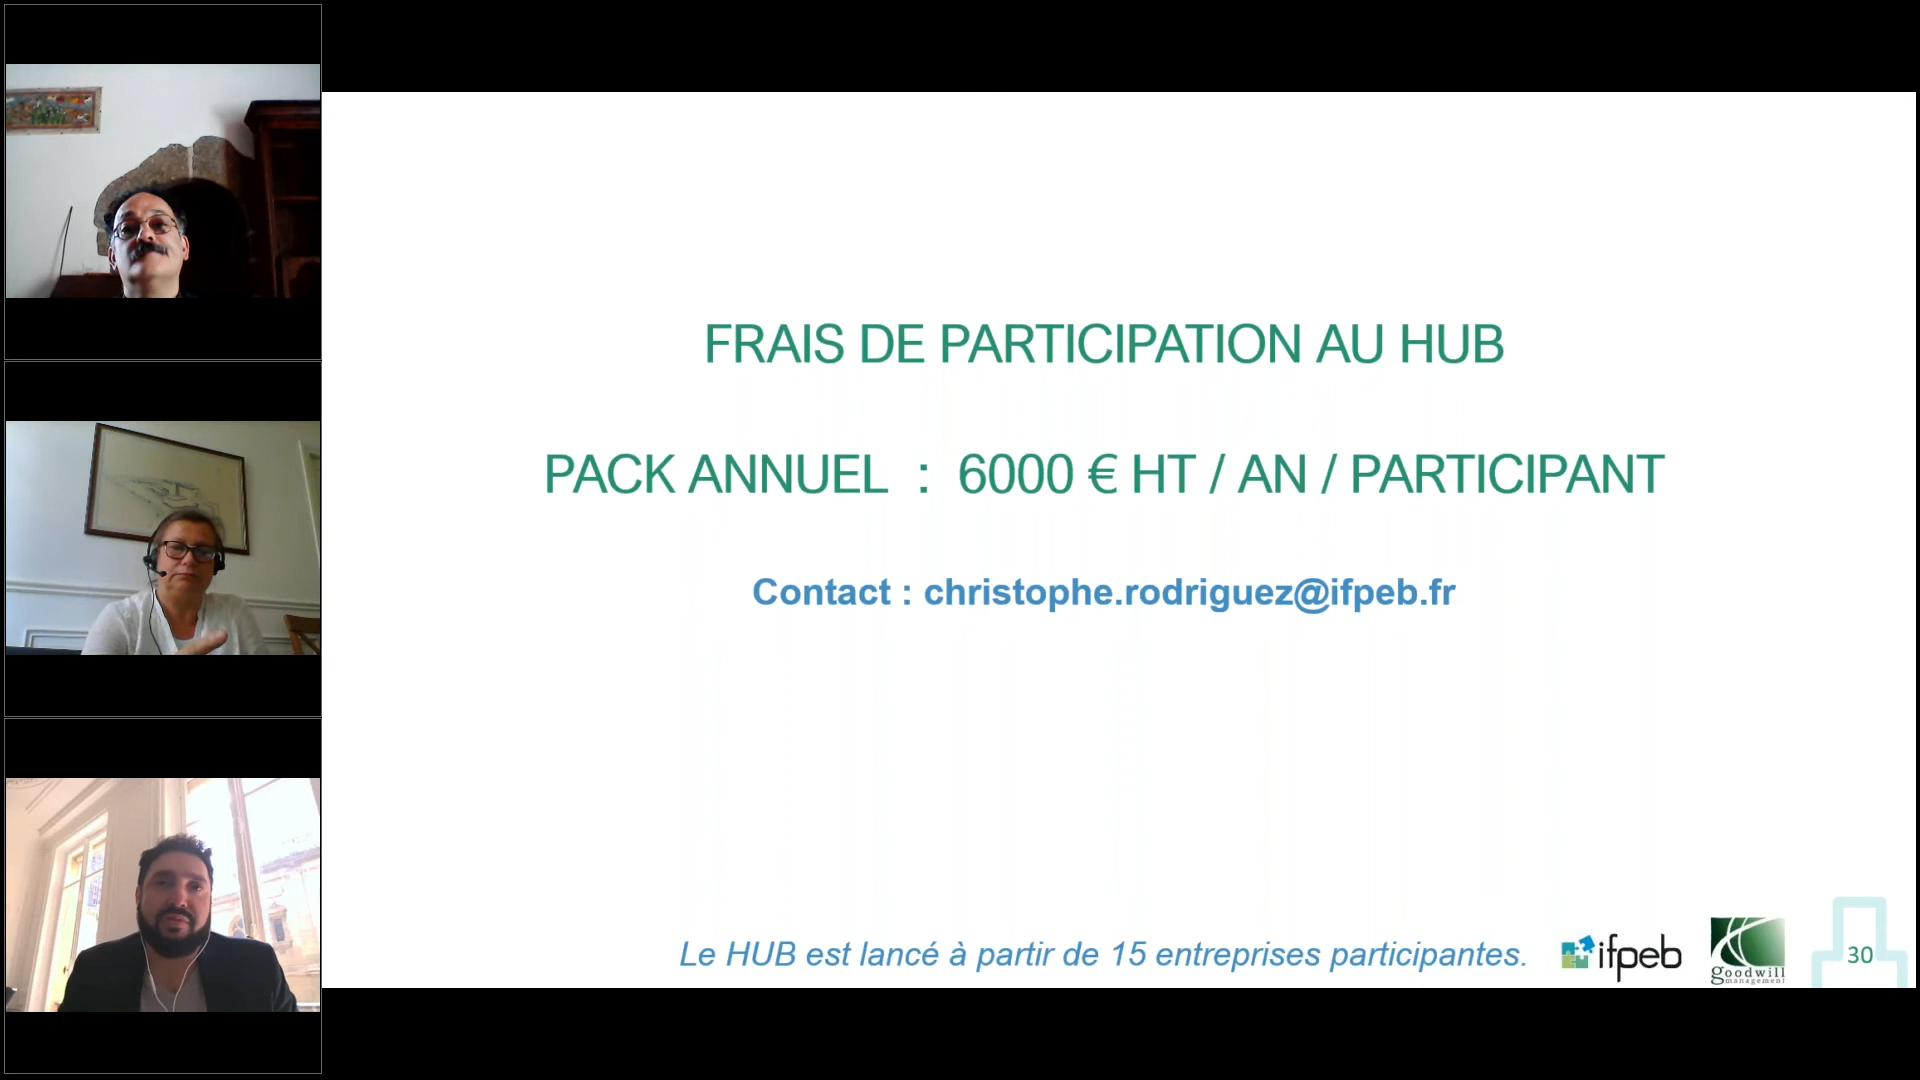 FRAIS DE PARTICIPATION AU HUB
PACK ANNUEL : 6000 € HT / AN / PARTICIPANT
Contact : christophe.rodriguez@ifpeb.fr
Le HUB est lancé à partir de 15 entreprises participantes.
ifpeb
goodwill
management
30